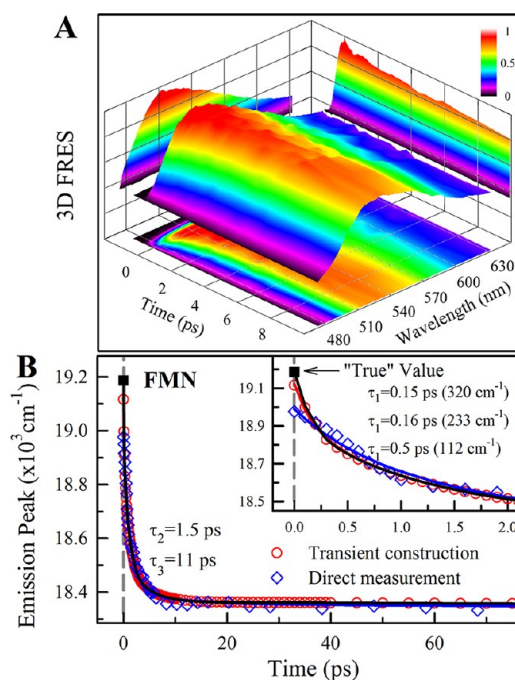 A
1
0.5
0
3D FRES
0
2
4
6
8
Time (ps)
480
510
540
570
600
630
Wavelength (nm)
B
19.2
19.0
18.8
18.6
18.4
Emission Peak (x10³cm⁻¹)
FMN
τ₂=1.5 ps
τ₃=11 ps
19.1
18.9
18.7
18.5
"True" Value
τ₁=0.15 ps (320 cm⁻¹)
τ₁=0.16 ps (233 cm⁻¹)
τ₁=0.5 ps (112 cm⁻¹)
0.0
0.5
1.0
1.5
2.0
Transient construction
Direct measurement
0
20
40
60
Time (ps)